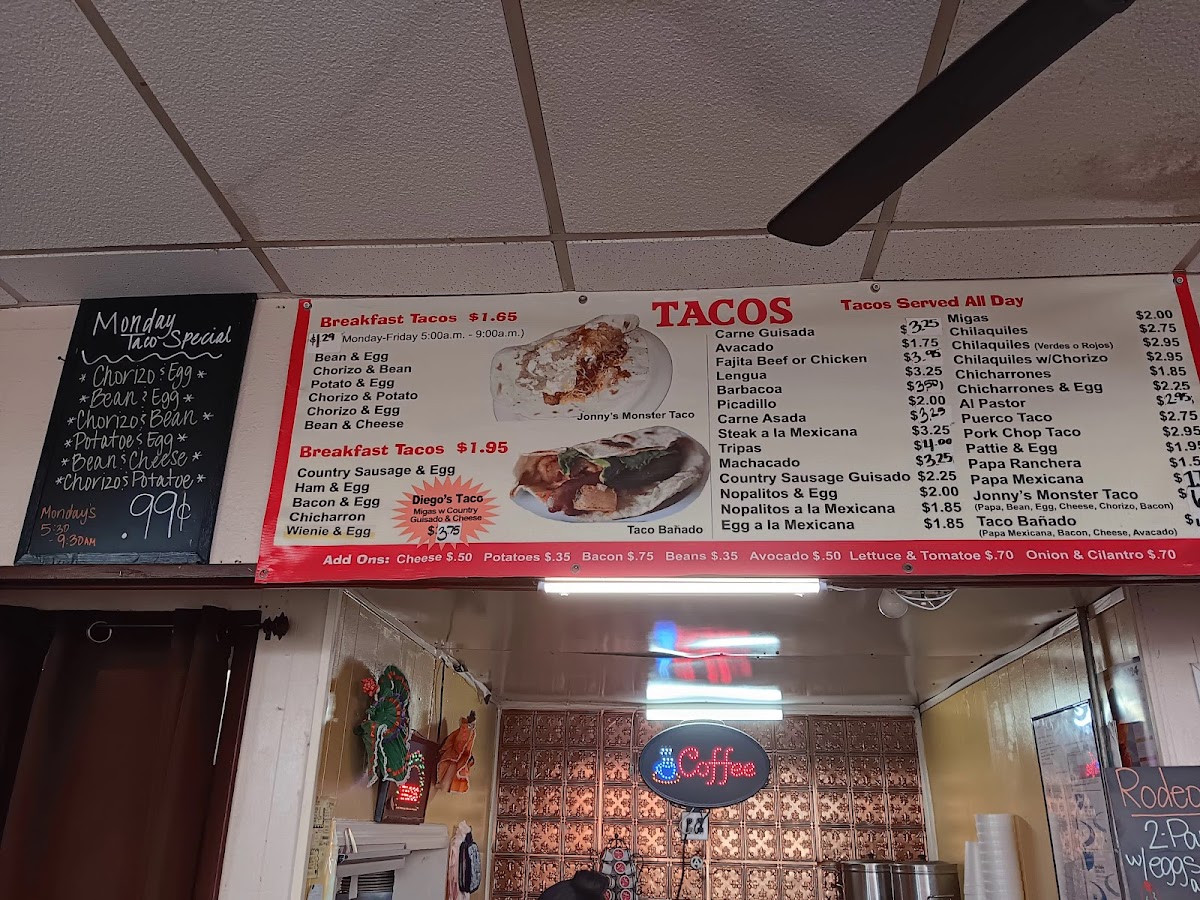 Monday
Taco Special
* Chorizo & Egg *
* Bean & Egg *
* Chorizo & Bean *
* Potatoe & Egg *
* Bean & Cheese *
* Chorizo & Potatoe *
.99¢
Mondays
5:30
9:30AM
Breakfast Tacos $1.65
$1.29 Monday-Friday 5:00a.m. - 9:00a.m.)
Bean & Egg
Chorizo & Bean
Potato & Egg
Chorizo & Potato
Chorizo & Egg
Bean & Cheese
Breakfast Tacos $1.95
Country Sausage & Egg
Ham & Egg
Bacon & Egg
Chicharron
Wienie & Egg
Diego's Taco
Migas w Country
Guisado & Cheese
$3.75
Jonny's Monster Taco
Taco Bañado
TACOS
Tacos Served All Day
Carne Guisada $3.25
Avacado $1.75
Fajita Beef or Chicken $3.95
Lengua $3.25
Barbacoa $3.50
Picadillo $2.00
Carne Asada $3.25
Steak a la Mexicana $3.25
Tripas $4.00
Machacado $3.25
Country Sausage Guisado $2.25
Nopalitos & Egg $2.00
Nopalitos a la Mexicana $1.85
Egg a la Mexicana $1.85
Migas $2.00
Chilaquiles $2.75
Chilaquiles (Verdes o Rojos) $2.95
Chilaquiles w/Chorizo $2.95
Chicharrones $1.85
Chicharrones & Egg $2.25
Al Pastor $2.95
Puerco Taco $2.75
Pork Chop Taco $2.95
Pattie & Egg $1.9
Papa Ranchera $1.5
Papa Mexicana
Jonny's Monster Taco
(Papa, Bean, Egg, Cheese, Chorizo, Bacon)
Taco Bañado
(Papa Mexicana, Bacon, Cheese, Avacado)
Add Ons: Cheese $.50 Potatoes $.35 Bacon $.75 Beans $.35 Avocado $.50 Lettuce & Tomatoe $.70 Onion & Cilantro $.70
Coffee
Rodeo
2-Pa
w/eggs